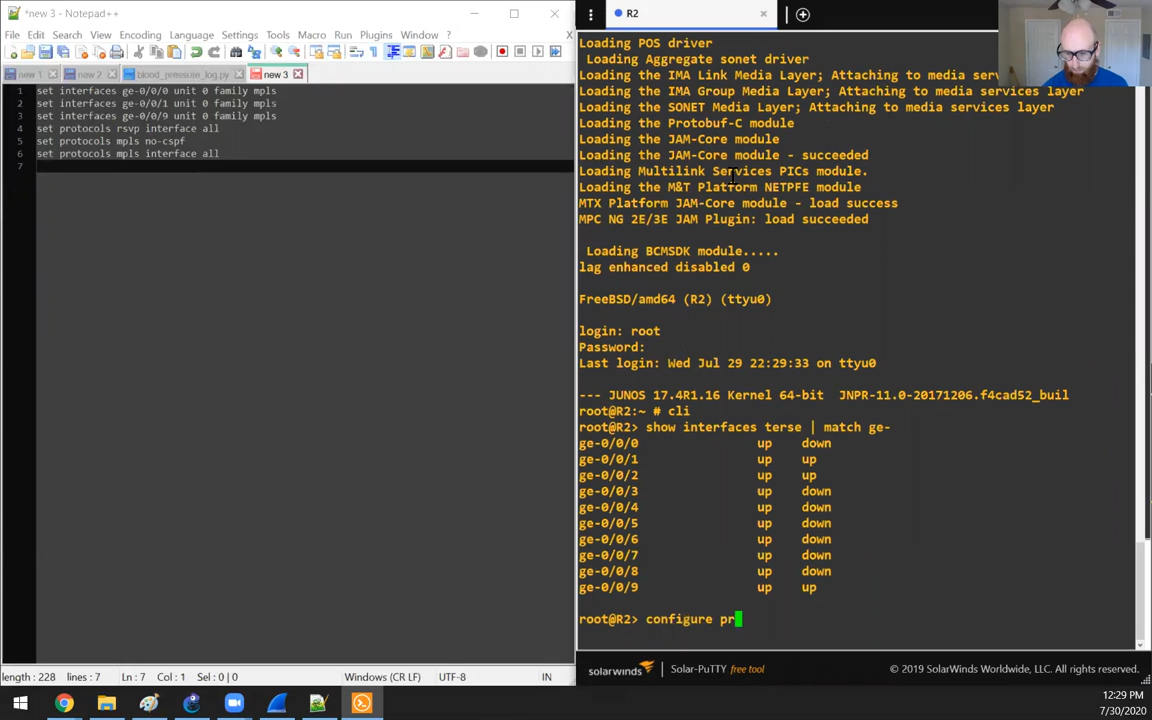 *new 3 - Notepad++
File Edit Search View Encoding Language Settings Tools Macro Run Plugins Window ? X
new 1
new 2
blood_pressure_log.py
new 3
1 set interfaces ge-0/0/0 unit 0 family mpls
2 set interfaces ge-0/0/1 unit 0 family mpls
3 set interfaces ge-0/0/9 unit 0 family mpls
4 set protocols rsvp interface all
5 set protocols mpls no-cspf
6 set protocols mpls interface all
7
length : 228 lines : 7 Ln : 7 Col : 1 Sel : 0 | 0 Windows (CR LF) UTF-8 IN
R2
Loading POS driver
Loading Aggregate sonet driver
Loading the IMA Link Media Layer; Attaching to media serv
Loading the IMA Group Media Layer; Attaching to media services layer
Loading the SONET Media Layer; Attaching to media services layer
Loading the Protobuf-C module
Loading the JAM-Core module
Loading the JAM-Core module - succeeded
Loading Multilink Services PICs module.
Loading the M&T Platform NETPFE module
MTX Platform JAM-Core module - load success
MPC NG 2E/3E JAM Plugin: load succeeded
Loading BCMSDK module.....
lag enhanced disabled 0
FreeBSD/amd64 (R2) (ttyu0)
login: root
Password:
Last login: Wed Jul 29 22:29:33 on ttyu0
--- JUNOS 17.4R1.16 Kernel 64-bit JNPR-11.0-20171206.f4cad52_buil
root@R2:~ # cli
root@R2> show interfaces terse | match ge-
ge-0/0/0 up down
ge-0/0/1 up up
ge-0/0/2 up up
ge-0/0/3 up down
ge-0/0/4 up down
ge-0/0/5 up down
ge-0/0/6 up down
ge-0/0/7 up down
ge-0/0/8 up down
ge-0/0/9 up up
root@R2> configure pr
solarwinds Solar-PuTTY free tool © 2019 SolarWinds Worldwide, LLC. All rights reserved.
12:29 PM
7/30/2020